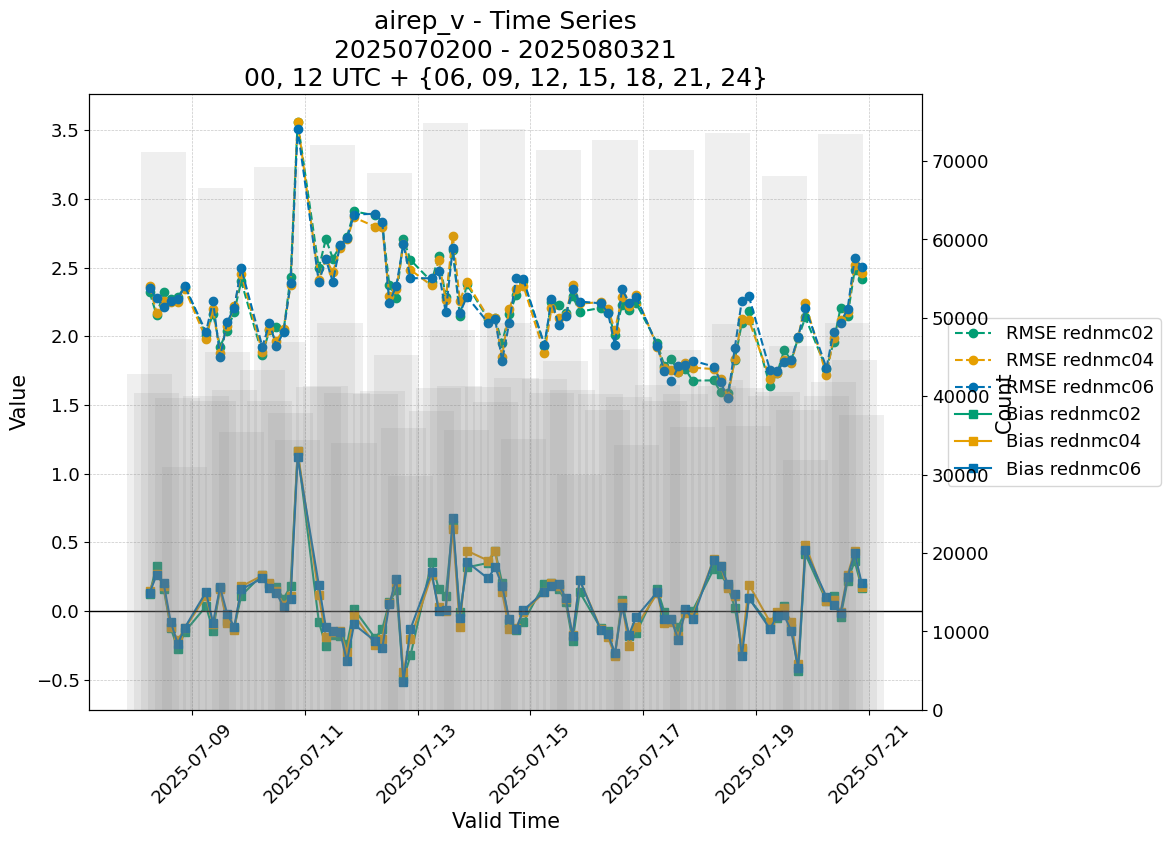 airep_v - Time Series
2025070200 - 2025080321
00, 12 UTC + {06, 09, 12, 15, 18, 21, 24}
Value
3.5
3.0
2.5
2.0
1.5
1.0
0.5
0.0
−0.5
70000
60000
50000
40000
30000
20000
10000
0
Count
RMSE rednmc02
RMSE rednmc04
RMSE rednmc06
Bias rednmc02
Bias rednmc04
Bias rednmc06
2025-07-09
2025-07-11
2025-07-13
2025-07-15
2025-07-17
2025-07-19
2025-07-21
Valid Time